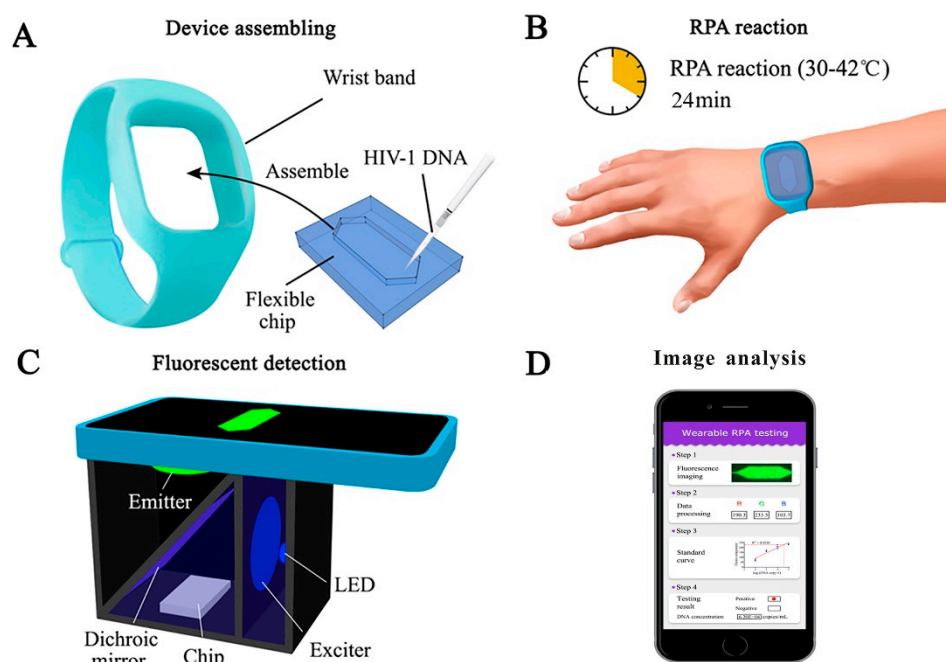 A
Device assembling
Wrist band
HIV-1 DNA
Assemble
Flexible
chip
B
RPA reaction
RPA reaction (30-42℃)
24min
C
Fluorescent detection
Emitter
LED
Dichroic
mirror
Chip
Exciter
D
Image analysis
Wearable RPA testing
Step 1
Fluorescence
imaging
Step 2
Data
processing
R G B
Step 3
Standard
curve
Step 4
Testing
result
Positive
Negative
DNA concentration
copies/mL